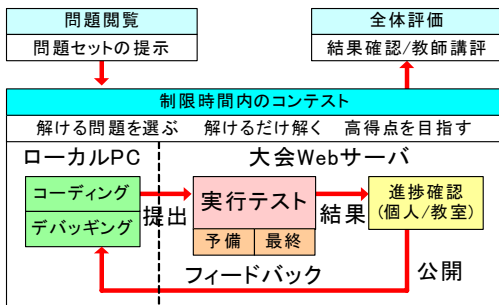 問題閲覧
問題セットの提示
全体評価
結果確認/教師講評
制限時間内のコンテスト
解ける問題を選ぶ 解けるだけ解く 高得点を目指す
ローカルPC
大会Webサーバ
コーディング
デバッギング
提出
実行テスト
予備
最終
結果
進捗確認
(個人/教室)
フィードバック
公開